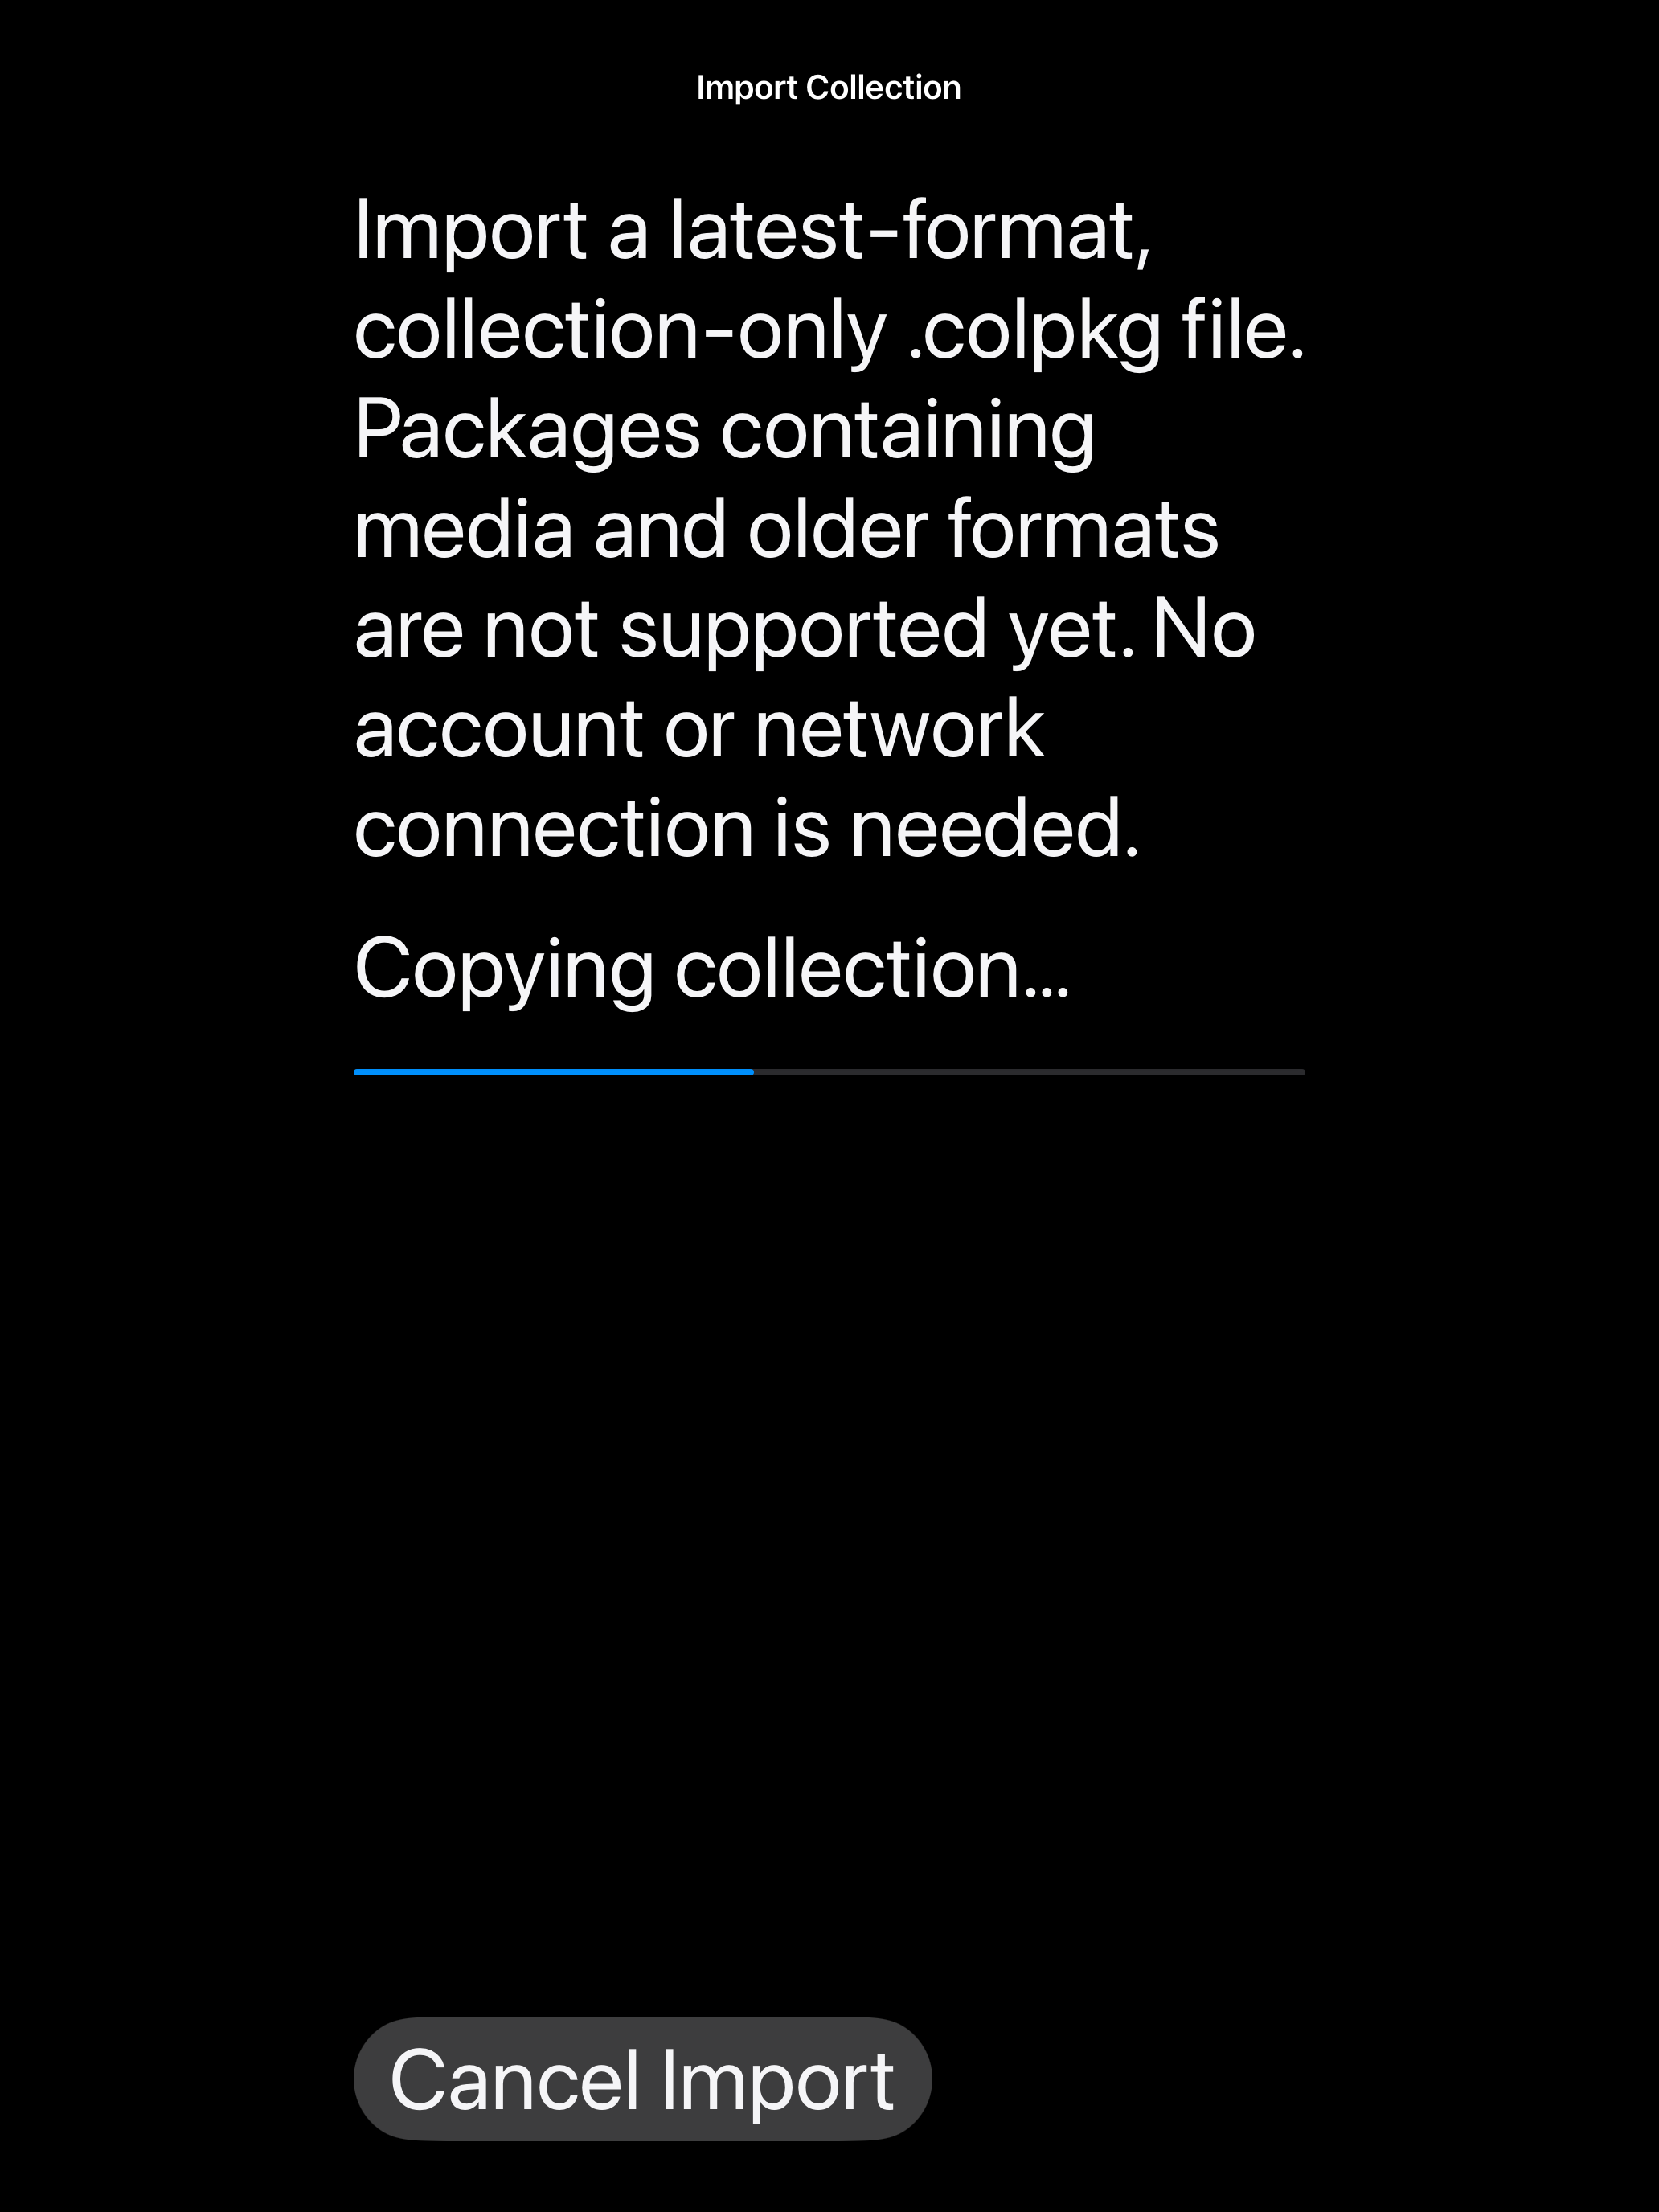 Import Collection
Import a latest-format,
collection-only .colpkg file.
Packages containing
media and older formats
are not supported yet. No
account or network
connection is needed.
Copying collection…
Cancel Import